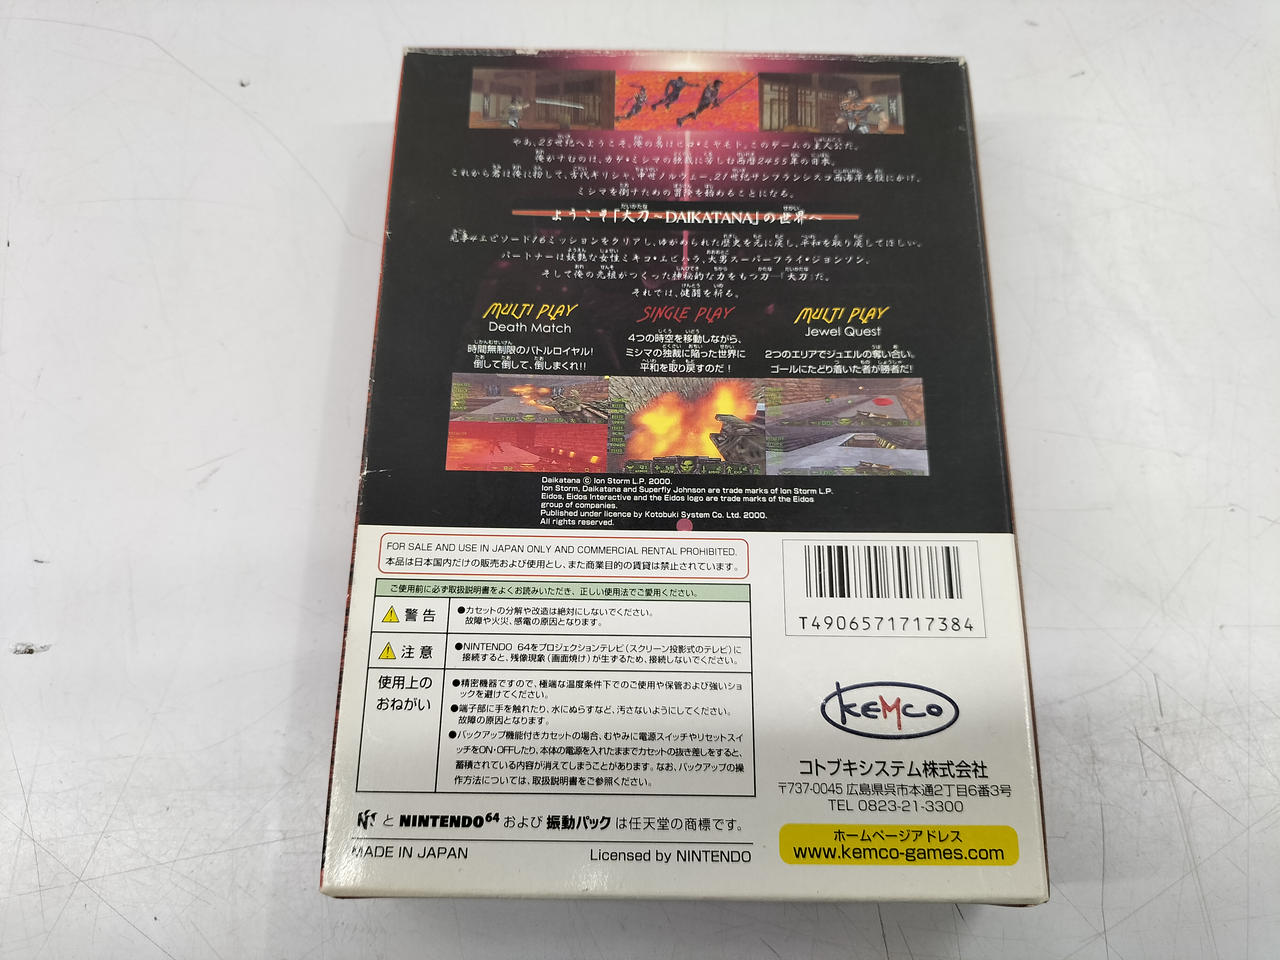 やあ、25世紀へようこそ。俺の名はヒロ・ミヤモト。このゲームの主人公だ。
俺がすむのは、カゲ・ミシマの独裁に苦しむ西暦2455年の日本。
これから君は俺に扮して、古代ギリシャ、中世ノルウェー、21世紀サンフランシスコ西海岸を股にかけ、
ミシマを倒すための冒険を始めることになる。
ようこそ「大刀~DAIKATANA」の世界へ
見事4エピソード16ミッションをクリアし、ゆがめられた歴史を元に戻し、平和を取り戻してほしい。
パートナーは妖艶な女性ミキコ・エビハラ、大男スーパーフライ・ジョンソン、
そして俺の先祖がつくった神秘的な力をもつ刀―「大刀」だ。
それでは、健闘を祈る。
MULTI PLAY
Death Match
時間無制限のバトルロイヤル!
倒して倒して、倒しまくれ!!
SINGLE PLAY
4つの時空を移動しながら、
ミシマの独裁に陥った世界に
平和を取り戻すのだ!
MULTI PLAY
Jewel Quest
2つのエリアでジュエルの奪い合い。
ゴールにたどり着いた者が勝者だ!
Daikatana © Ion Storm L.P. 2000.
Ion Storm, Daikatana and Superfly Johnson are trade marks of Ion Storm L.P.
Eidos, Eidos Interactive and the Eidos logo are trade marks of the Eidos
group of companies.
Published under licence by Kotobuki System Co. Ltd. 2000.
All rights reserved.
FOR SALE AND USE IN JAPAN ONLY AND COMMERCIAL RENTAL PROHIBITED.
本品は日本国内だけの販売および使用とし、また商業目的の賃貸は禁止されています。
ご使用前に必ず取扱説明書をよくお読みいただき、正しい使用法でご愛用ください。
警告
●カセットの分解や改造は絶対にしないでください。
故障や火災、感電の原因となります。
注意
●NINTENDO 64をプロジェクションテレビ(スクリーン投影式のテレビ)に
接続すると、残像現象(画面焼け)が生ずるため、接続しないでください。
使用上の
おねがい
●精密機器ですので、極端な温度条件下でのご使用や保管および強いショ
ックを避けてください。
●端子部に手を触れたり、水にぬらすなど、汚さないようにしてください。
故障の原因となります。
●バックアップ機能付きカセットの場合、むやみに電源スイッチやリセットスイ
ッチをON・OFFしたり、本体の電源を入れたままでカセットの抜き差しをすると、
蓄積されている内容が消えてしまうことがあります。なお、バックアップの操
作方法については、取扱説明書をご参照ください。
と NINTENDO64 および 振動パック は任天堂の商標です。
MADE IN JAPAN
Licensed by NINTENDO
T4906571717384
KEMCO
コトブキシステム株式会社
〒737-0045 広島県呉市本通2丁目6番3号
TEL 0823-21-3300
ホームページアドレス
www.kemco-games.com